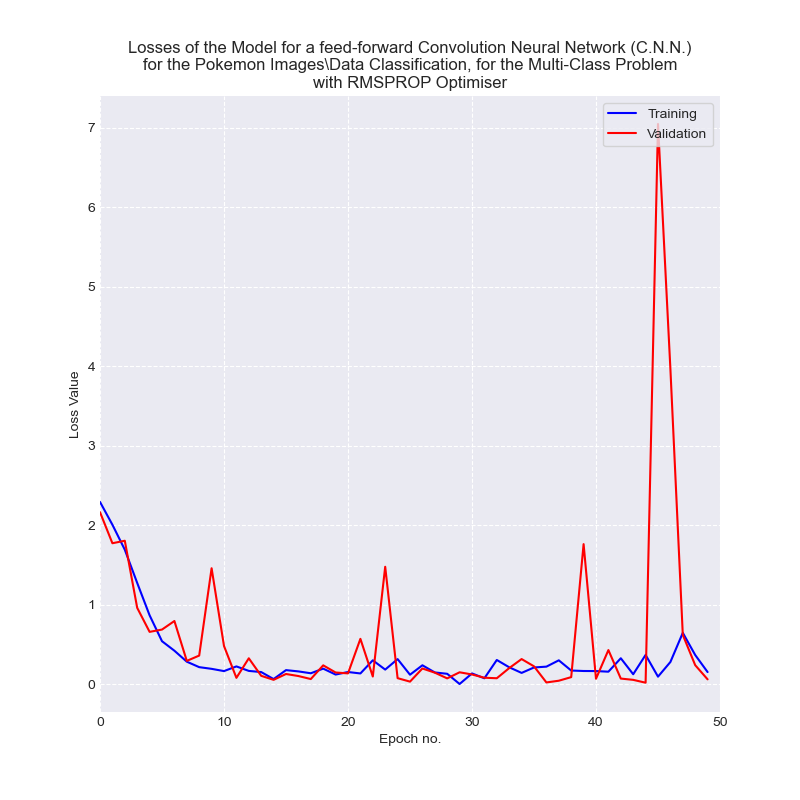 Losses of the Model for a feed-forward Convolution Neural Network (C.N.N.)
for the Pokemon Images\Data Classification, for the Multi-Class Problem
with RMSPROP Optimiser
Training
Validation
7
6
5
4
3
2
1
0
Loss Value
0 10 20 30 40 50
Epoch no.